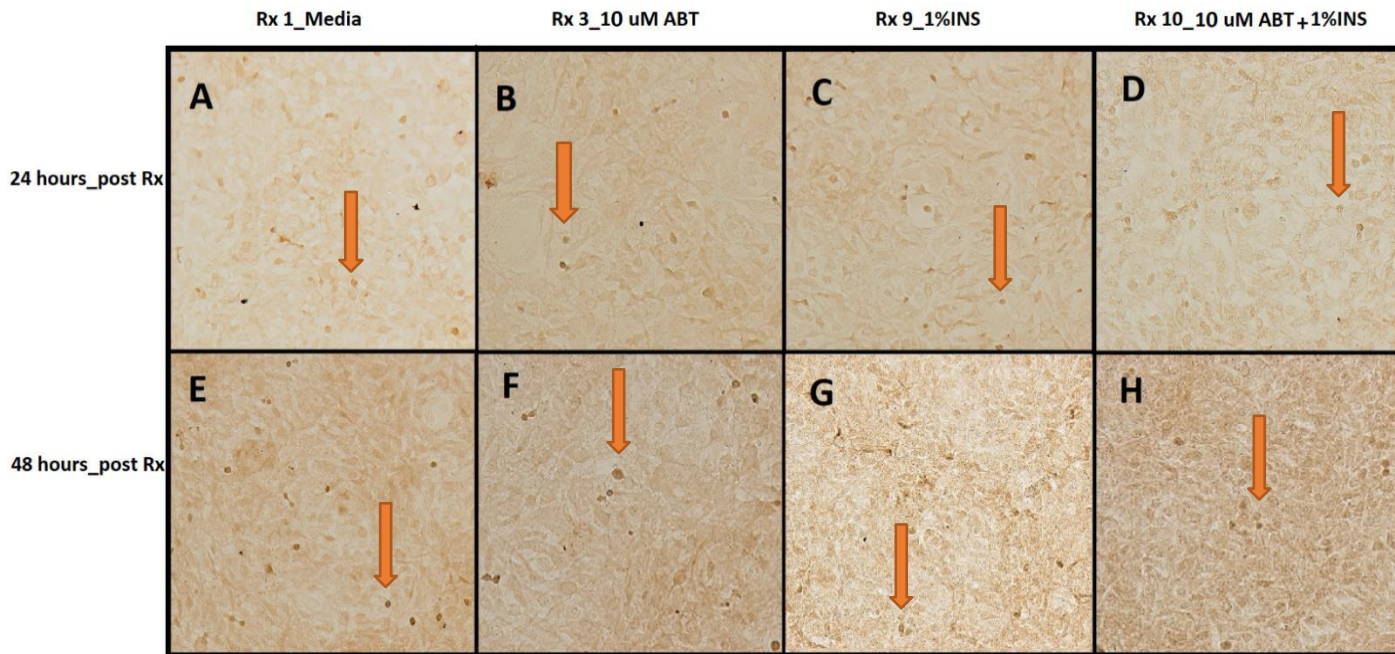 Rx 1_Media Rx 3_10 uM ABT Rx 9_1%INS Rx 10_10 uM ABT+1%INS
A B C D
24 hours_post Rx
E F G H
48 hours_post Rx